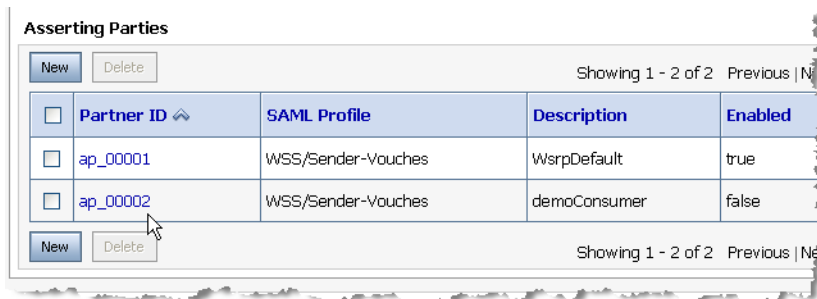 Asserting Parties
New Delete Showing 1 - 2 of 2 Previous |
Partner ID SAML Profile Description Enabled
ap_00001 WSS/Sender-Vouches WsrpDefault true
ap_00002 WSS/Sender-Vouches demoConsumer false
New Delete Showing 1 - 2 of 2 Previous |